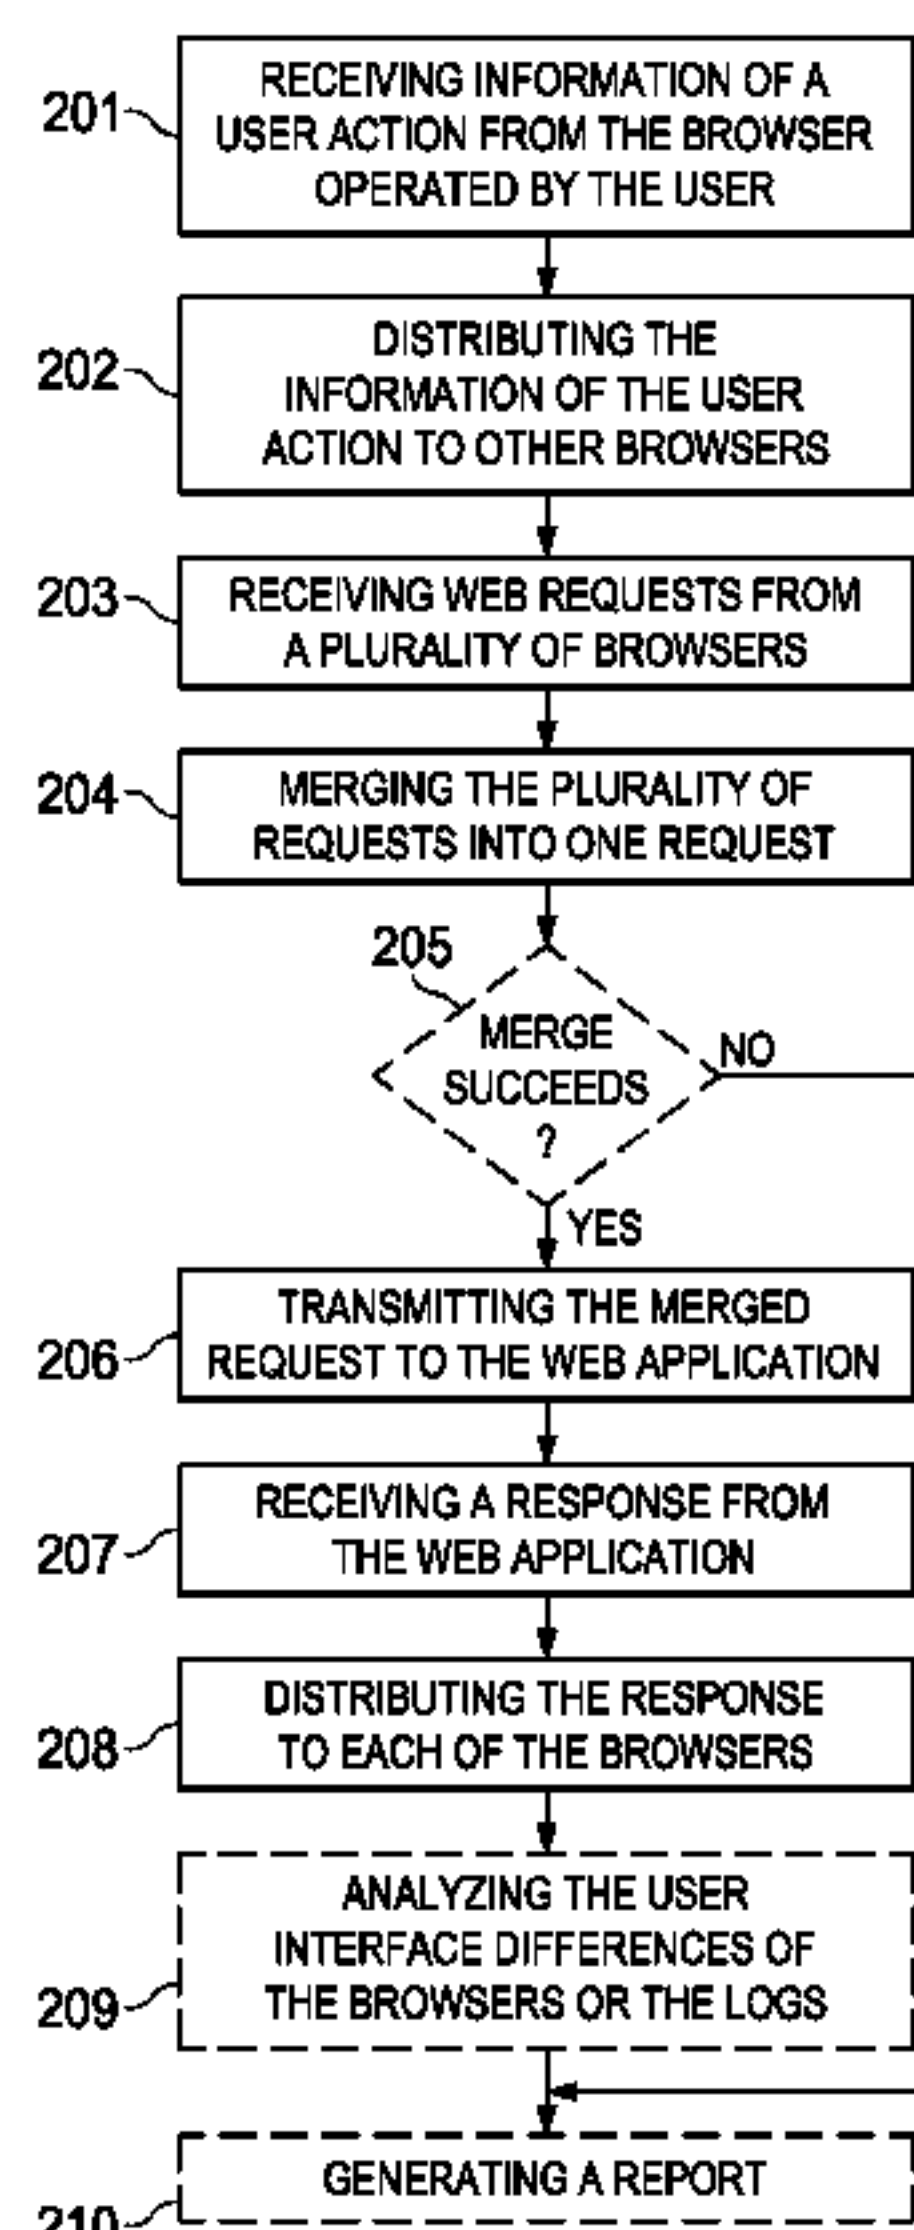 201
RECEIVING INFORMATION OF A
USER ACTION FROM THE BROWSER
OPERATED BY THE USER
202
DISTRIBUTING THE
INFORMATION OF THE USER
ACTION TO OTHER BROWSERS
203
RECEIVING WEB REQUESTS FROM
A PLURALITY OF BROWSERS
204
MERGING THE PLURALITY OF
REQUESTS INTO ONE REQUEST
205
MERGE
SUCCEEDS
?
NO
YES
206
TRANSMITTING THE MERGED
REQUEST TO THE WEB APPLICATION
207
RECEIVING A RESPONSE FROM
THE WEB APPLICATION
208
DISTRIBUTING THE RESPONSE
TO EACH OF THE BROWSERS
209
ANALYZING THE USER
INTERFACE DIFFERENCES OF
THE BROWSERS OR THE LOGS
210
GENERATING A REPORT